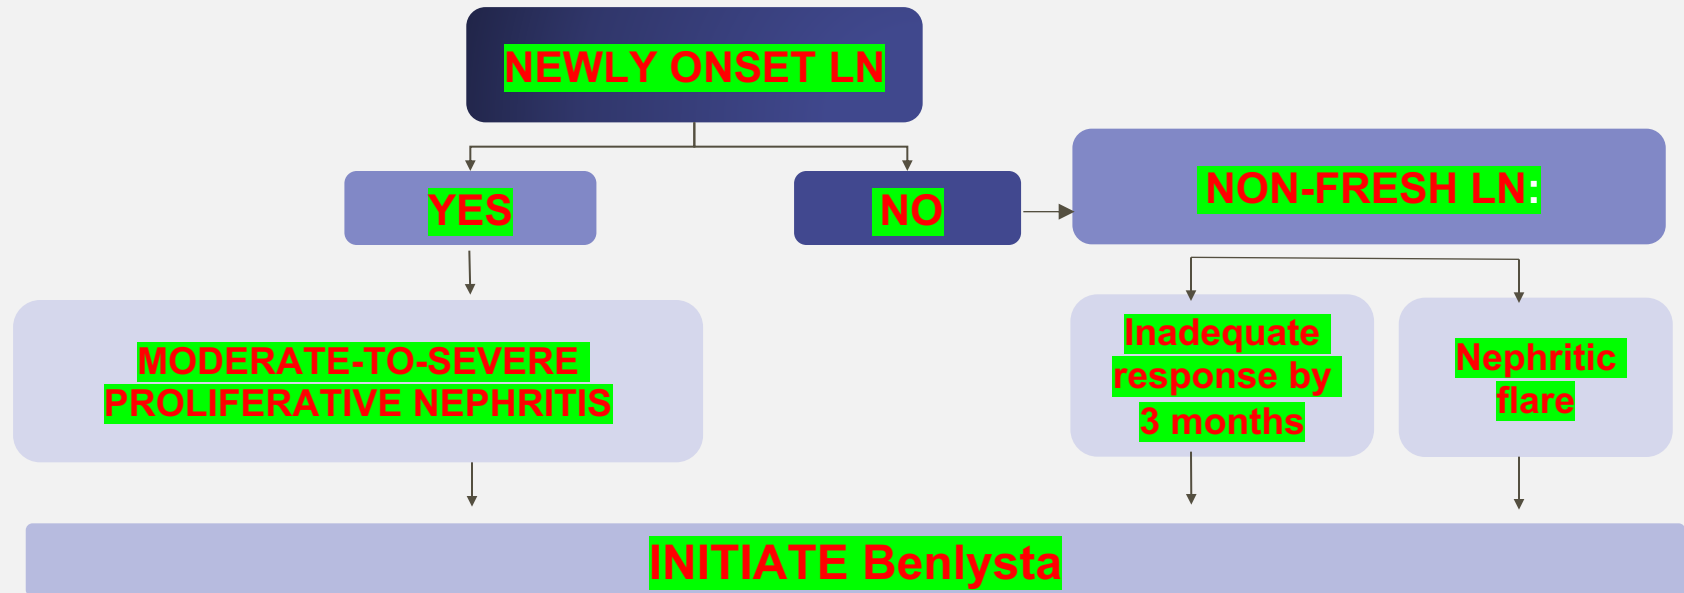 NEWLY ONSET LN
YES
NO
NON-FRESH LN:
MODERATE-TO-SEVERE
PROLIFERATIVE NEPHRITIS
Inadequate
response by
3 months
Nephritic
flare
INITIATE Benlysta